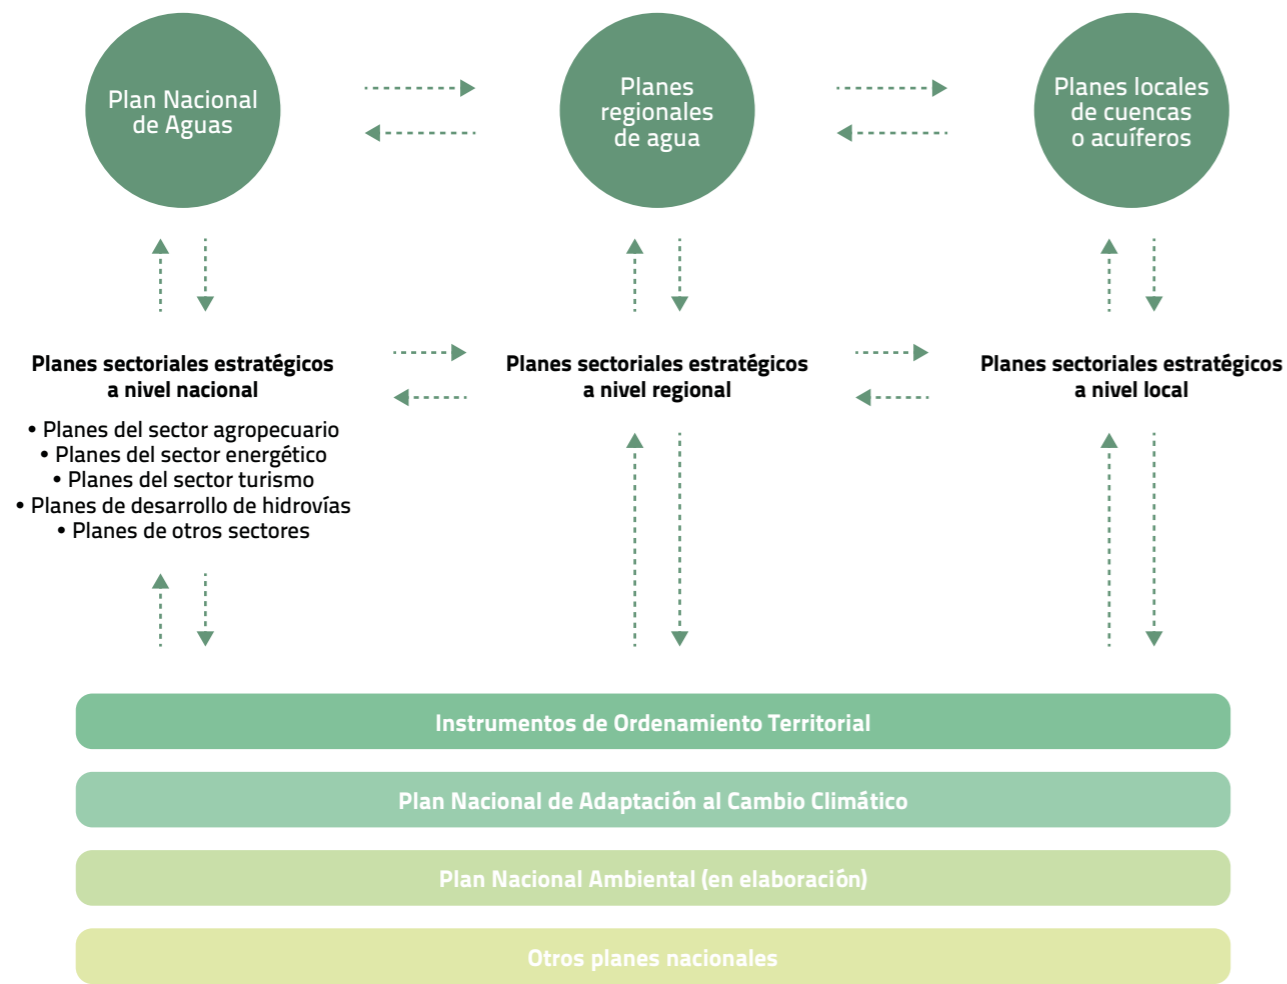 Plan Nacional
de Aguas
Planes
regionales
de agua
Planes locales
de cuencas
o acuíferos
Planes sectoriales estratégicos
a nivel nacional
• Planes del sector agropecuario
• Planes del sector energético
• Planes del sector turismo
• Planes de desarrollo de hidrovías
• Planes de otros sectores
Planes sectoriales estratégicos
a nivel regional
Planes sectoriales estratégicos
a nivel local
Instrumentos de Ordenamiento Territorial
Plan Nacional de Adaptación al Cambio Climático
Plan Nacional Ambiental (en elaboración)
Otros planes nacionales